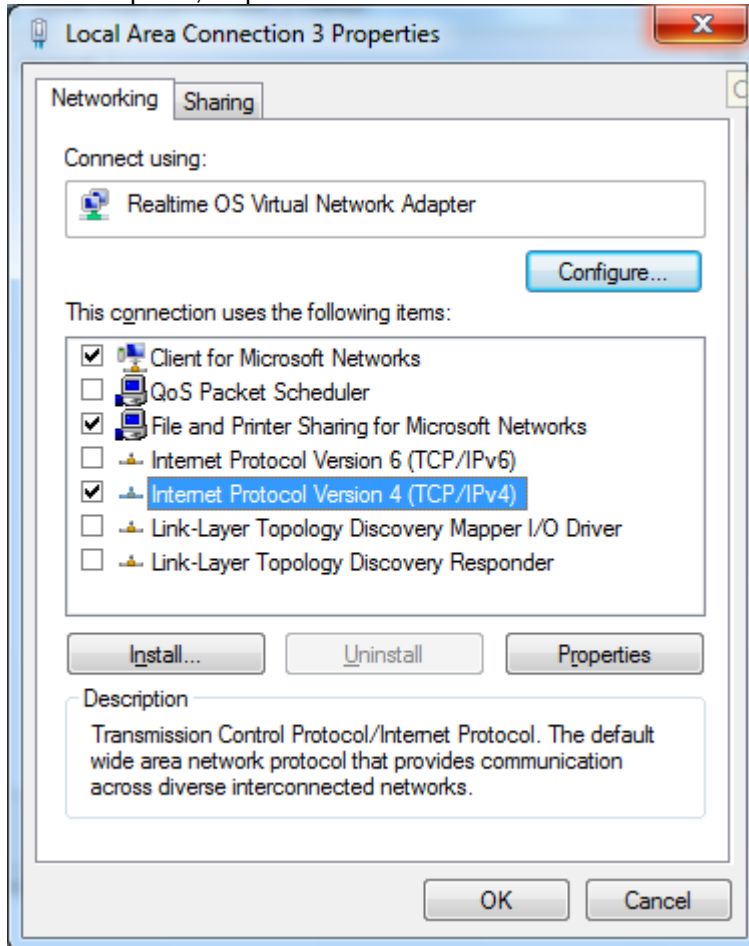 Local Area Connection 3 Properties
x
Networking Sharing
Connect using:
Realtime OS Virtual Network Adapter
Configure...
This connection uses the following items:
Client for Microsoft Networks
QoS Packet Scheduler
File and Printer Sharing for Microsoft Networks
Internet Protocol Version 6 (TCP/IPv6)
Internet Protocol Version 4 (TCP/IPv4)
Link-Layer Topology Discovery Mapper I/O Driver
Link-Layer Topology Discovery Responder
Install... Uninstall Properties
Description
Transmission Control Protocol/Internet Protocol. The default
wide area network protocol that provides communication
across diverse interconnected networks.
OK Cancel